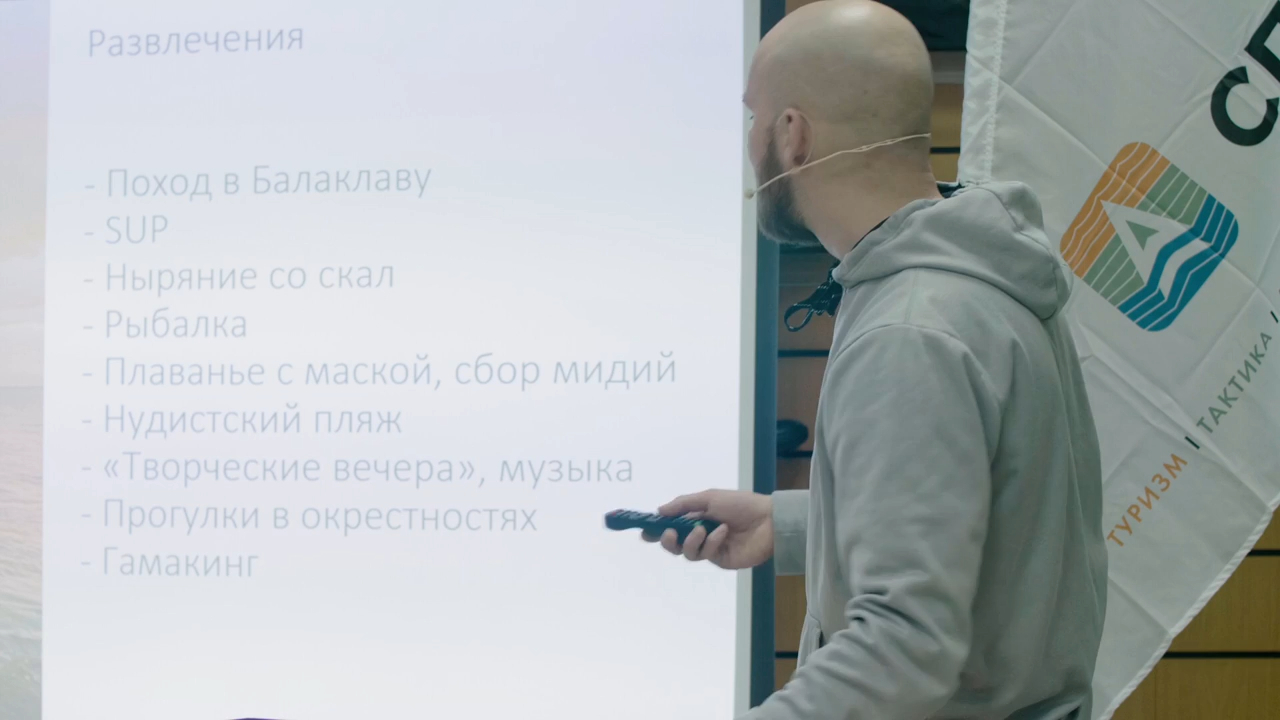 Развлечения
- Поход в Балаклаву
- SUP
- Ныряние со скал
- Рыбалка
- Плаванье с маской, сбор мидий
- Нудистский пляж
- «Творческие вечера», музыка
- Прогулки в окрестностях
- Гамакинг
ТУРИЗМ I ТАКТИКА I